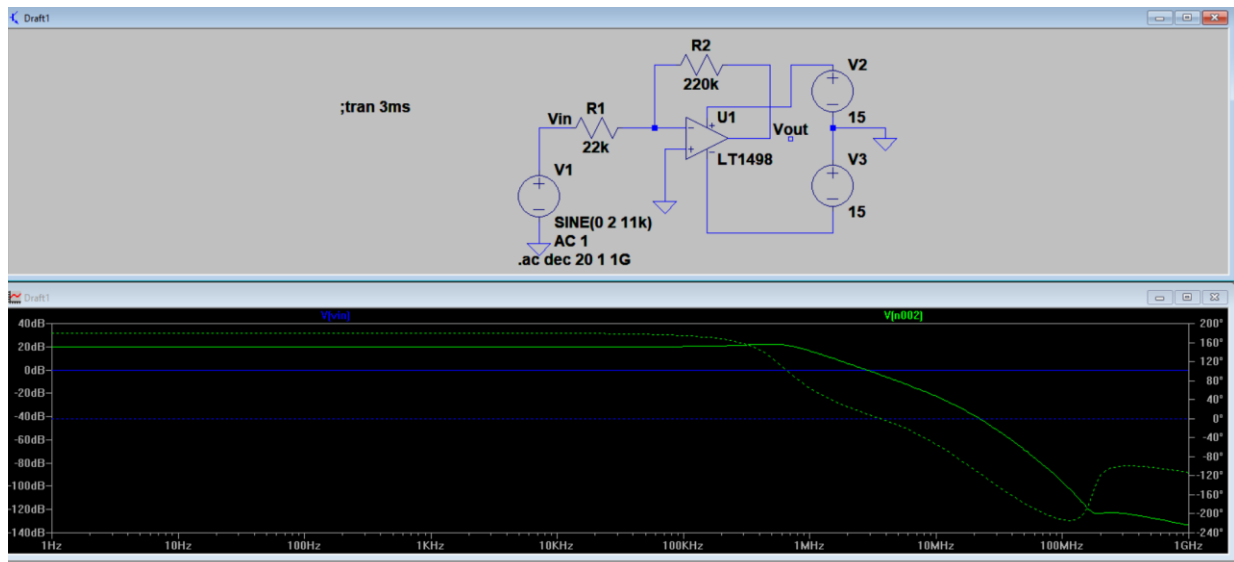 Draft1
R2
220k
V2
15
;tran 3ms
Vin
R1
22k
U1
Vout
LT1498
V1
V3
15
SINE(0 2 11k)
AC 1
.ac dec 20 1 1G
Draft1
V(vin)
V(n002)
40dB
20dB
0dB
-20dB
-40dB
-60dB
-80dB
-100dB
-120dB
-140dB
200°
160°
120°
80°
40°
0°
-40°
-80°
-120°
-160°
-200°
-240°
1Hz
10Hz
100Hz
1KHz
10KHz
100KHz
1MHz
10MHz
100MHz
1GHz